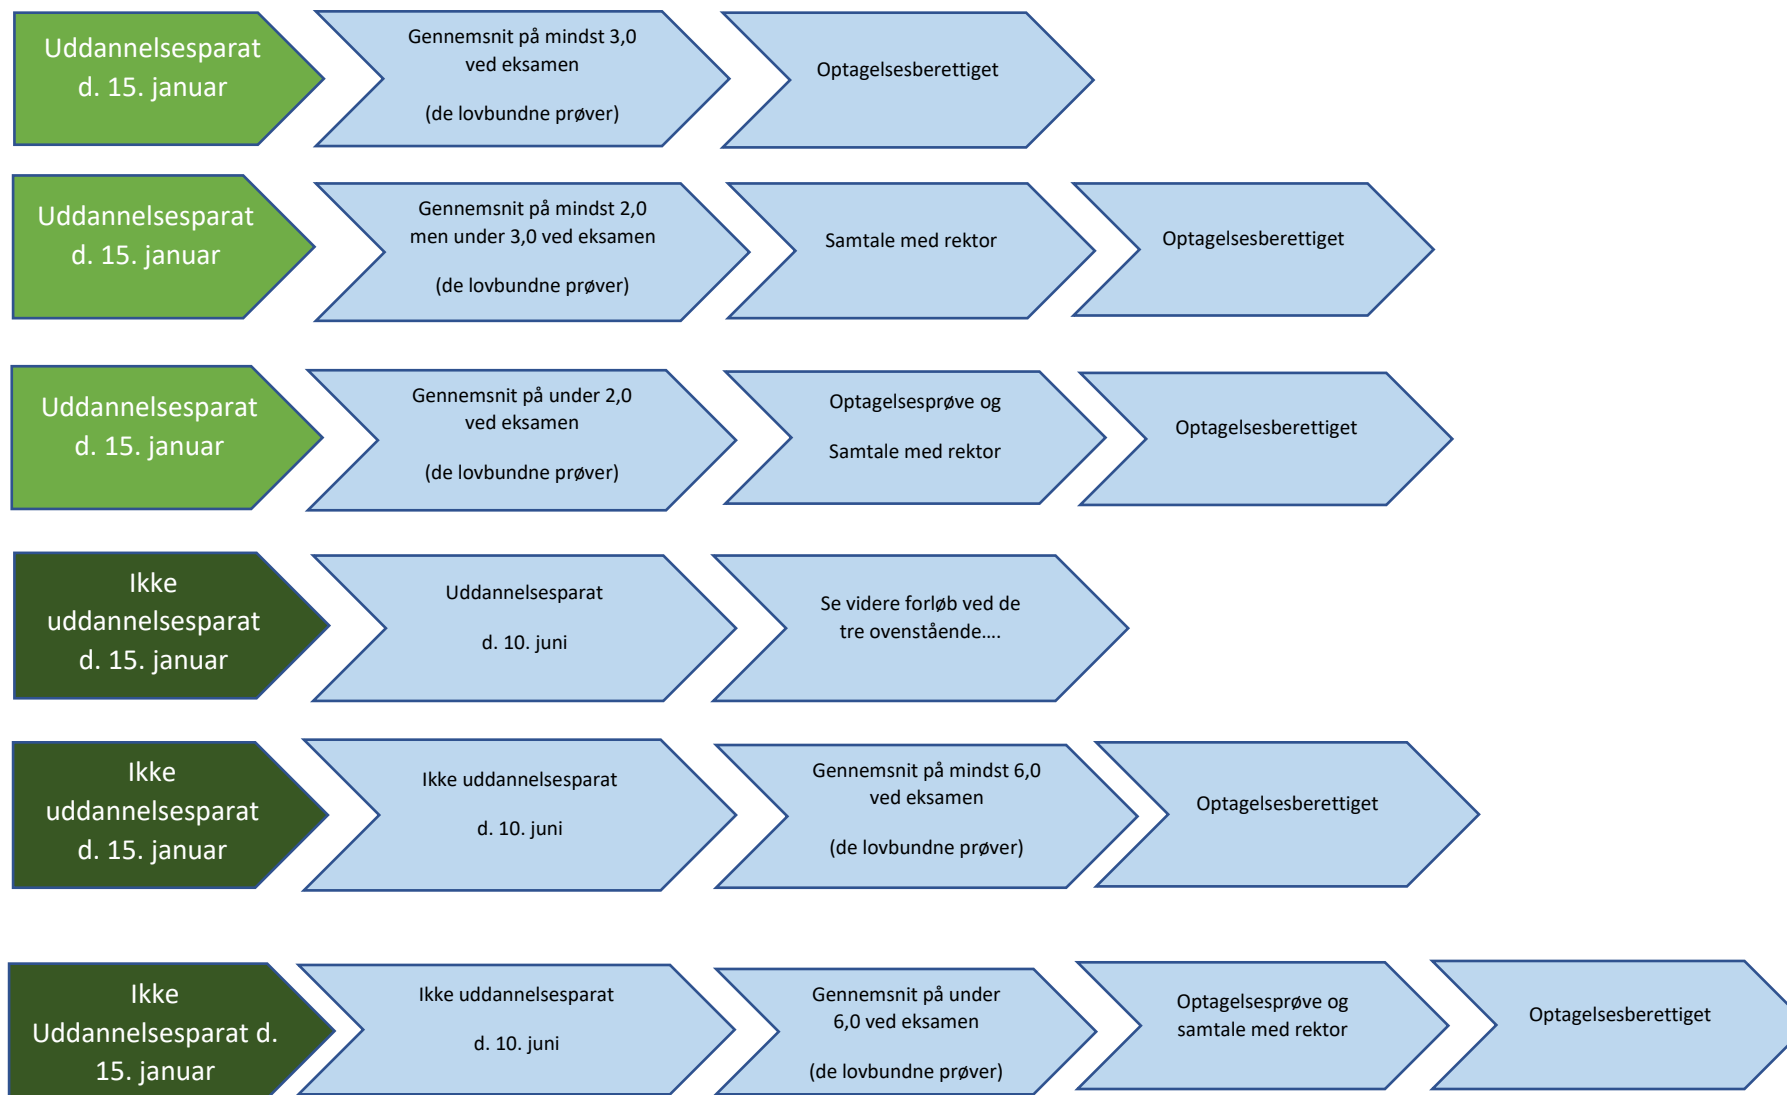 Uddannelsesparat
d. 15. januar
Gennemsnit på mindst 3,0
ved eksamen
(de lovbundne prøver)
Optagelsesberettiget
Uddannelsesparat
d. 15. januar
Gennemsnit på mindst 2,0
men under 3,0 ved eksamen
(de lovbundne prøver)
Samtale med rektor
Optagelsesberettiget
Uddannelsesparat
d. 15. januar
Gennemsnit på under 2,0
ved eksamen
(de lovbundne prøver)
Optagelsesprøve og
Samtale med rektor
Optagelsesberettiget
Ikke
uddannelsesparat
d. 15. januar
Uddannelsesparat
d. 10. juni
Se videre forløb ved de
tre ovenstående....
Ikke
uddannelsesparat
d. 15. januar
Ikke uddannelsesparat
d. 10. juni
Gennemsnit på mindst 6,0
ved eksamen
(de lovbundne prøver)
Optagelsesberettiget
Ikke
Uddannelsesparat d.
15. januar
Ikke uddannelsesparat
d. 10. juni
Gennemsnit på under
6,0 ved eksamen
(de lovbundne prøver)
Optagelsesprøve og
samtale med rektor
Optagelsesberettiget